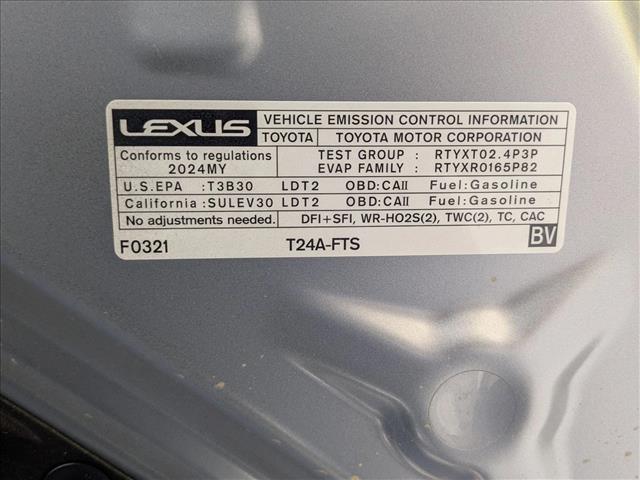 LEXUS VEHICLE EMISSION CONTROL INFORMATION
TOYOTA TOYOTA MOTOR CORPORATION
Conforms to regulations 2024MY
TEST GROUP : RTYXT02.4P3P
EVAP FAMILY : RTYXR0165P82
U.S.EPA :T3B30 LDT2 OBD:CAII Fuel:Gasoline
California :SULEV30 LDT2 OBD:CAII Fuel:Gasoline
No adjustments needed. DFI+SFI, WR-HO2S(2), TWC(2), TC, CAC
F0321 T24A-FTS BV